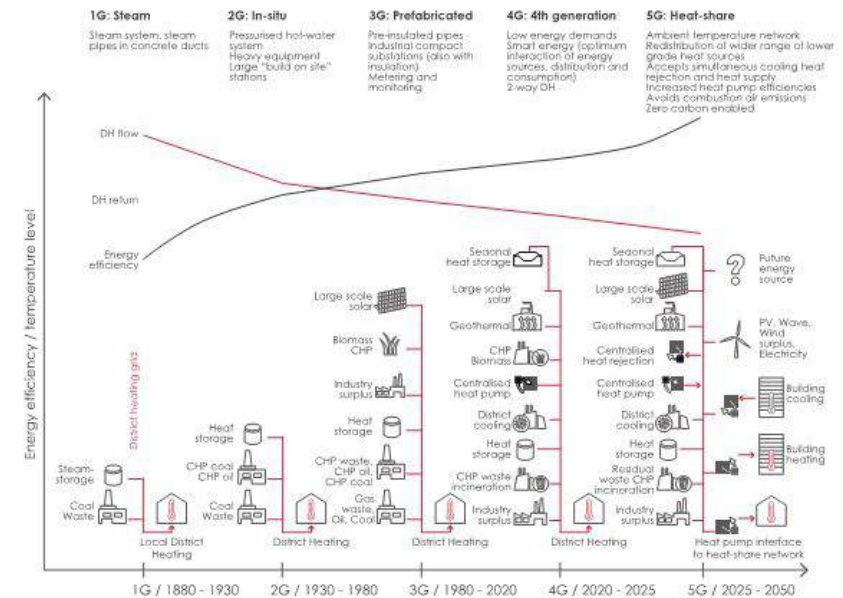 1G: Steam
Steam system, steam
pipes in concrete ducts
2G: In-situ
Pressurised hot-water
system
Heavy equipment
Large "build on site"
stations
3G: Prefabricated
Pre-insulated pipes
Industrial compact
substations (also with
insulation)
Metering and
monitoring
4G: 4th generation
Low energy demands
Smart energy (optimum
interaction of energy
sources, distribution and
consumption)
2-way DH
5G: Heat-share
Ambient temperature network
Redistribution of wider range of lower
grade heat sources
Accepts simultaneous cooling heat
rejection and heat supply
Increased heat pump efficiencies
Avoids combustion air emissions
Zero carbon enabled
Energy efficiency / temperature level
DH flow
DH return
Energy
efficiency
District heating grid
Steam-
storage
Coal
Waste
Local District
Heating
Heat
storage
CHP coal
CHP oil
Coal
Waste
District Heating
Large scale
solar
Biomass
CHP
Industry
surplus
Heat
storage
CHP waste,
CHP oil,
CHP coal
Gas
waste,
Oil, Coal
District Heating
Seaonal
heat storage
Large scale
solar
Geothermal
CHP
Biomass
Centralised
heat pump
District
cooling
Heat
storage
CHP waste
incineration
Industry
surplus
District Heating
Seaonal
heat storage
Large scale
solar
Geothermal
Centralised
heat rejection
Centralised
heat pump
District
cooling
Heat
storage
Residual
waste CHP
incineration
Industry
surplus
?
Future
energy
source
PV, Wave,
Wind
surplus,
Electricity
Building
cooling
Building
heating
Heat pump interface
to heat-share network
1G / 1880 - 1930
2G / 1930 - 1980
3G / 1980 - 2020
4G / 2020 - 2025
5G / 2025 - 2050